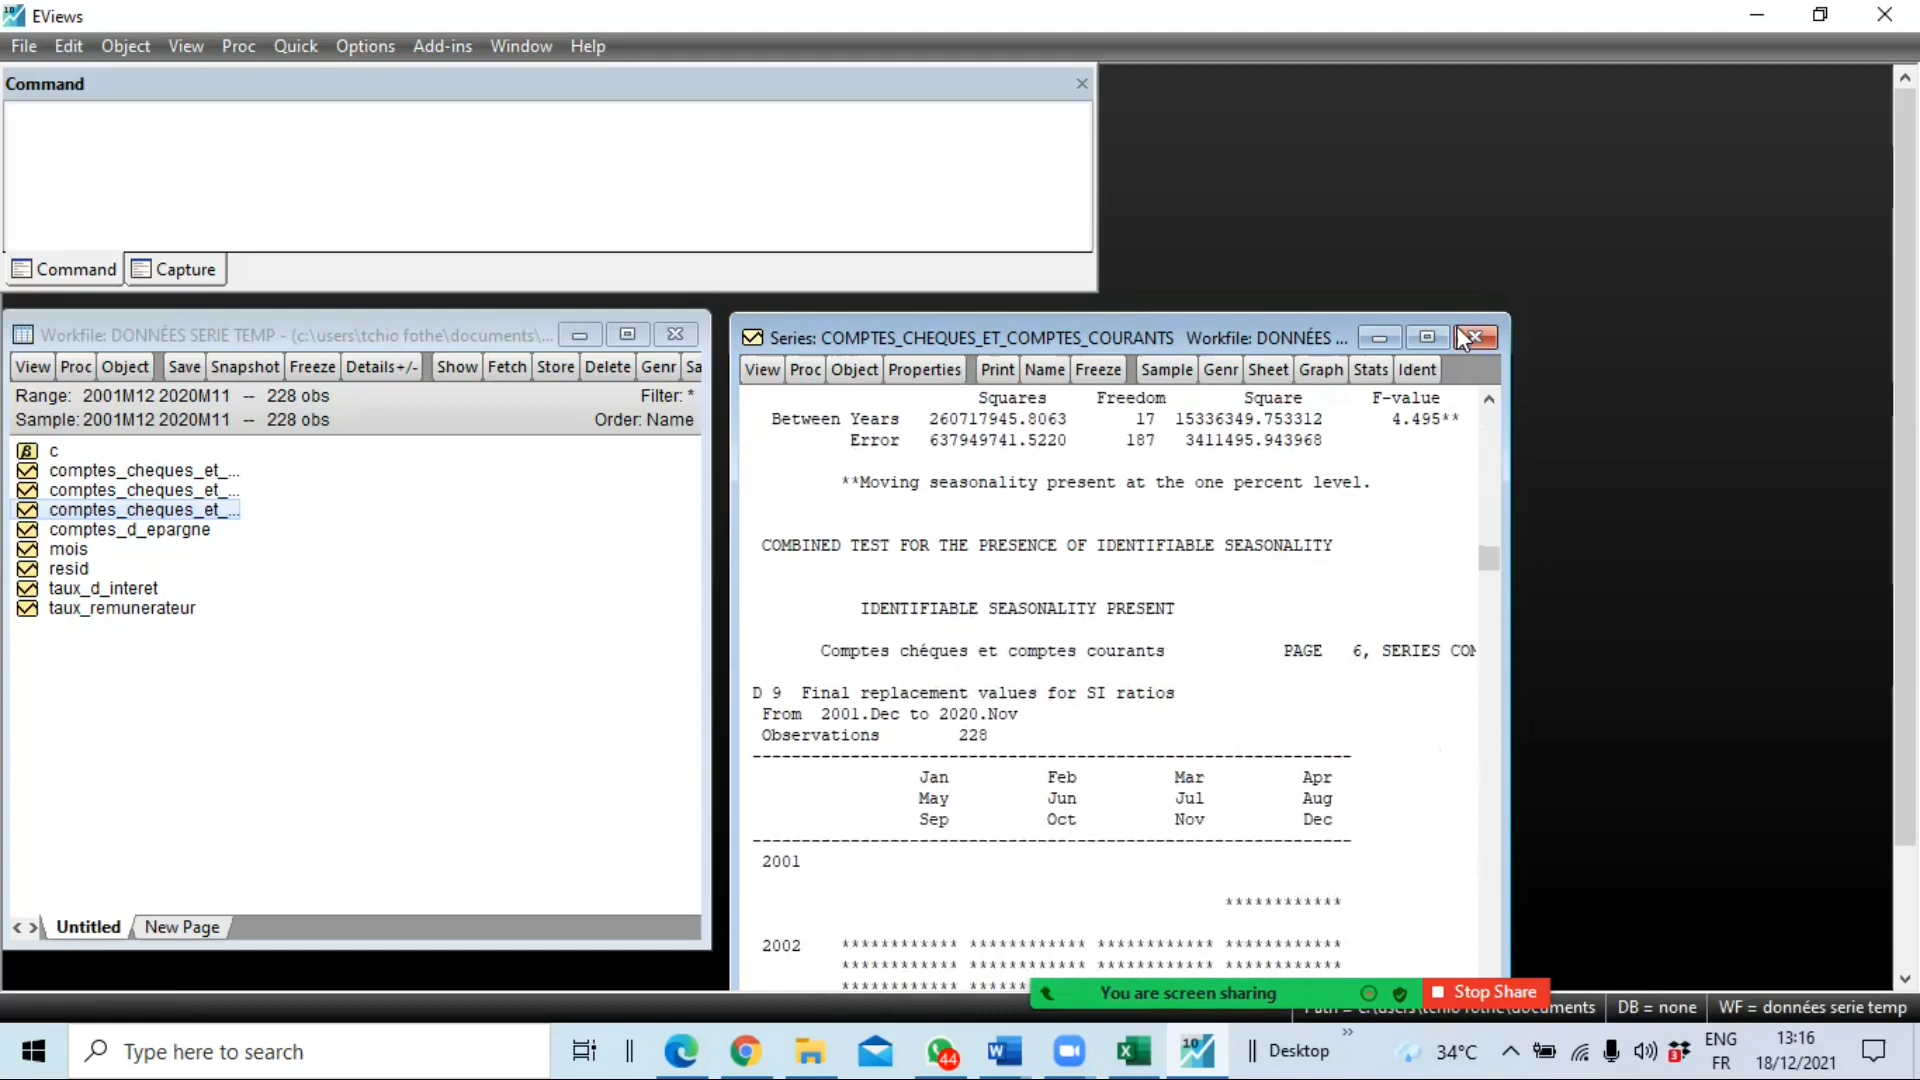 EViews
File Edit Object View Proc Quick Options Add-ins Window Help
Command
Command Capture
Workfile: DONNÉES SERIE TEMP - (c:\users\tchio fothe\documents\...
View Proc Object Save Snapshot Freeze Details+/- Show Fetch Store Delete Genr Sa
Range: 2001M12 2020M11 -- 228 obs Filter: *
Sample: 2001M12 2020M11 -- 228 obs Order: Name
c
comptes_cheques_et_...
comptes_cheques_et_...
comptes_cheques_et_...
comptes_d_epargne
mois
resid
taux_d_interet
taux_remunerateur
Untitled New Page
Series: COMPTES_CHEQUES_ET_COMPTES_COURANTS Workfile: DONNÉES ...
View Proc Object Properties Print Name Freeze Sample Genr Sheet Graph Stats Ident
Squares Freedom Square F-value
Between Years 260717945.8063 17 15336349.753312 4.495**
Error 637949741.5220 187 3411495.943968
**Moving seasonality present at the one percent level.
COMBINED TEST FOR THE PRESENCE OF IDENTIFIABLE SEASONALITY
IDENTIFIABLE SEASONALITY PRESENT
Comptes chéques et comptes courants PAGE 6, SERIES COM
D 9 Final replacement values for SI ratios
From 2001.Dec to 2020.Nov
Observations 228
Jan Feb Mar Apr
May Jun Jul Aug
Sep Oct Nov Dec
2001
************
2002 ************ ************ ************ ************
************ ************ ************ ************
You are screen sharing Stop Share
DB = none WF = données serie temp
Type here to search
44
10
Desktop
34°C
3
ENG
FR
13:16
18/12/2021